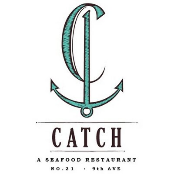 C
CATCH
A SEAFOOD RESTAURANT
NO.21 · 9th AVE